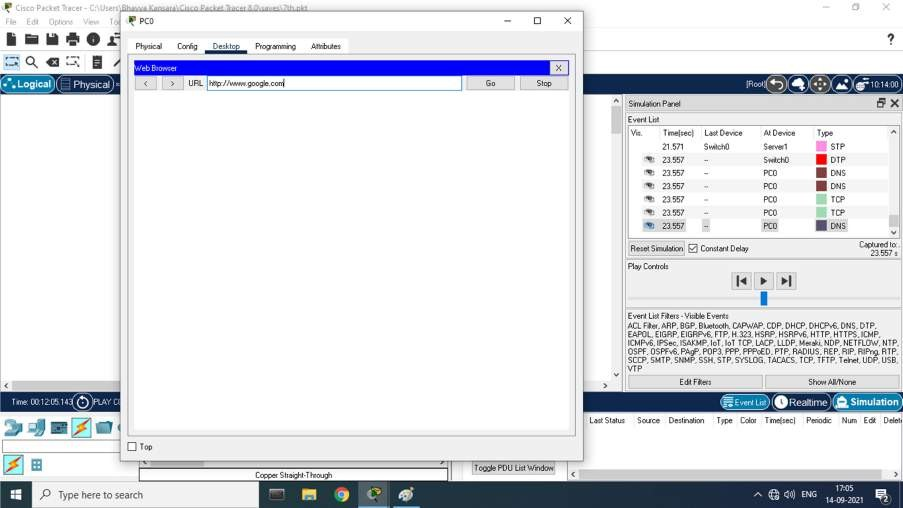 Cisco Packet Tracer - C:\Users\Bhavya Kansara\Cisco Packet Tracer 8.0\saves\7th.pkt
File Edit Options View
PC0
Physical Config Desktop Programming Attributes
Web Browser X
< > URL http://www.google.com Go Stop
Logical Physical
[Root] 10:14:00
Simulation Panel
Event List
Vis. Time(sec) Last Device At Device Type
21.571 Switch0 Server1 STP
23.557 -- Switch0 DTP
23.557 -- PC0 DNS
23.557 -- PC0 DNS
23.557 -- PC0 TCP
23.557 -- PC0 TCP
23.557 -- PC0 DNS
Reset Simulation Constant Delay Captured to:
23.557 s
Play Controls
Event List Filters - Visible Events
ACL Filter, ARP, BGP, Bluetooth, CAPWAP, CDP, DHCP, DHCPv6, DNS, DTP,
EAPOL, EIGRP, EIGRPv6, FTP, H.323, HSRP, HSRPv6, HTTP, HTTPS, ICMP,
ICMPv6, IPSec, ISAKMP, IoT, IoT TCP, LACP, LLDP, Meraki, NDP, NETFLOW, NTP,
OSPF, OSPFv6, PAgP, POP3, PPP, PPPoED, PTP, RADIUS, REP, RIP, RIPng, RTP,
SCCP, SMTP, SNMP, SSH, STP, SYSLOG, TACACS, TCP, TFTP, Telnet, UDP, USB,
VTP
Edit Filters Show All/None
Time: 00:12:05.143 PLAY CO
Event List Realtime Simulation
Last Status Source Destination Type Color Time(sec) Periodic Num Edit Delete
Top
Toggle PDU List Window
Copper Straight-Through
Type here to search
ENG
17:05
14-09-2021
2